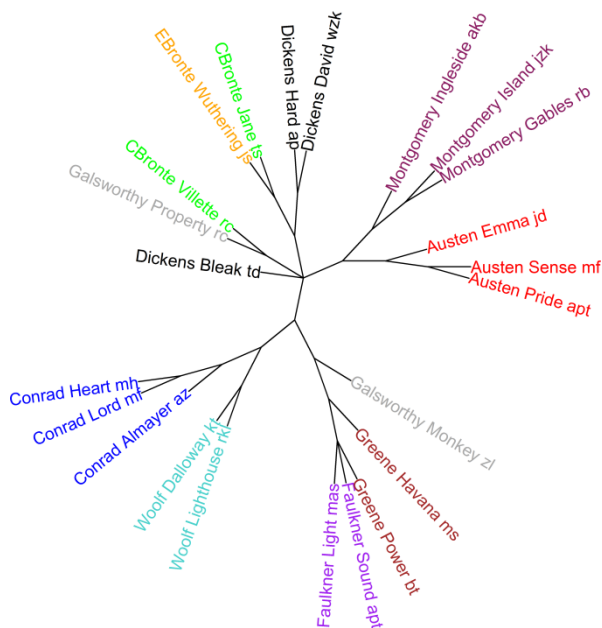 EBronte Wuthering js
CBronte Jane ts
Dickens Hard ap
Dickens David wzk
Montgomery Ingleside akb
Montgomery Island jzk
Montgomery Gables rb
CBronte Villette rc
Galsworthy Property rc
Dickens Bleak td
Austen Emma jd
Austen Sense mf
Austen Pride apt
Conrad Heart mh
Conrad Lord mf
Conrad Almayer az
Woolf Dalloway kt
Woolf Lighthouse rkl
Faulkner Light mas
Faulkner Sound apt
Greene Power bt
Greene Havana ms
Galsworthy Monkey zl